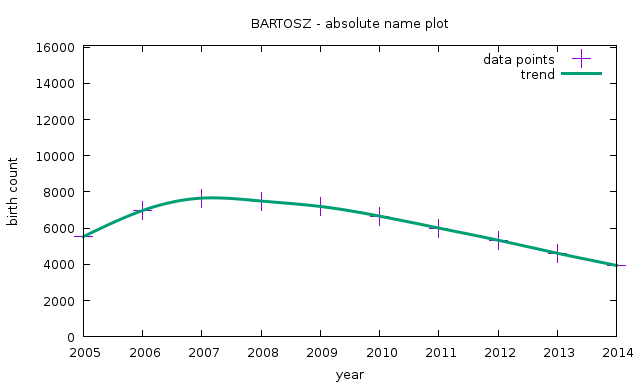 BARTOSZ - absolute name plot
16000
14000
12000
10000
8000
6000
4000
2000
0
birth count
data points
trend
2005 2006 2007 2008 2009 2010 2011 2012 2013 2014
year